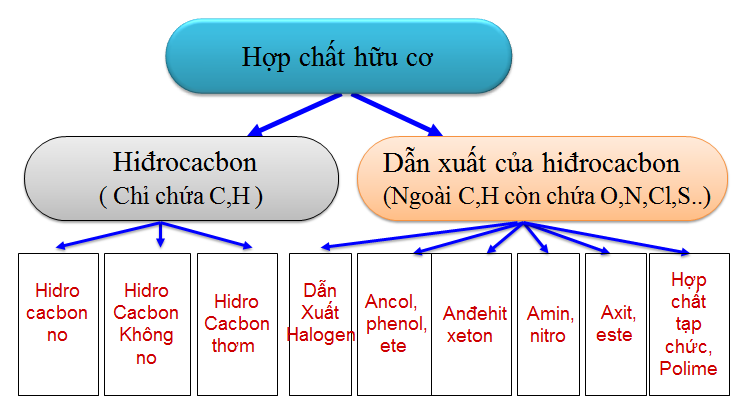 Hợp chất hữu cơ
Hiđrocacbon
( Chỉ chứa C,H )
Dẫn xuất của hiđrocacbon
(Ngoài C,H còn chứa O,N,Cl,S..)
Hidro
cacbon
no
Hidro
Cacbon
Không
no
Hidro
Cacbon
thơm
Dẫn
Xuất
Halogen
Ancol,
phenol,
ete
Anđehit
xeton
Amin,
nitro
Axit,
este
Hợp
chất
tạp
chức,
Polime